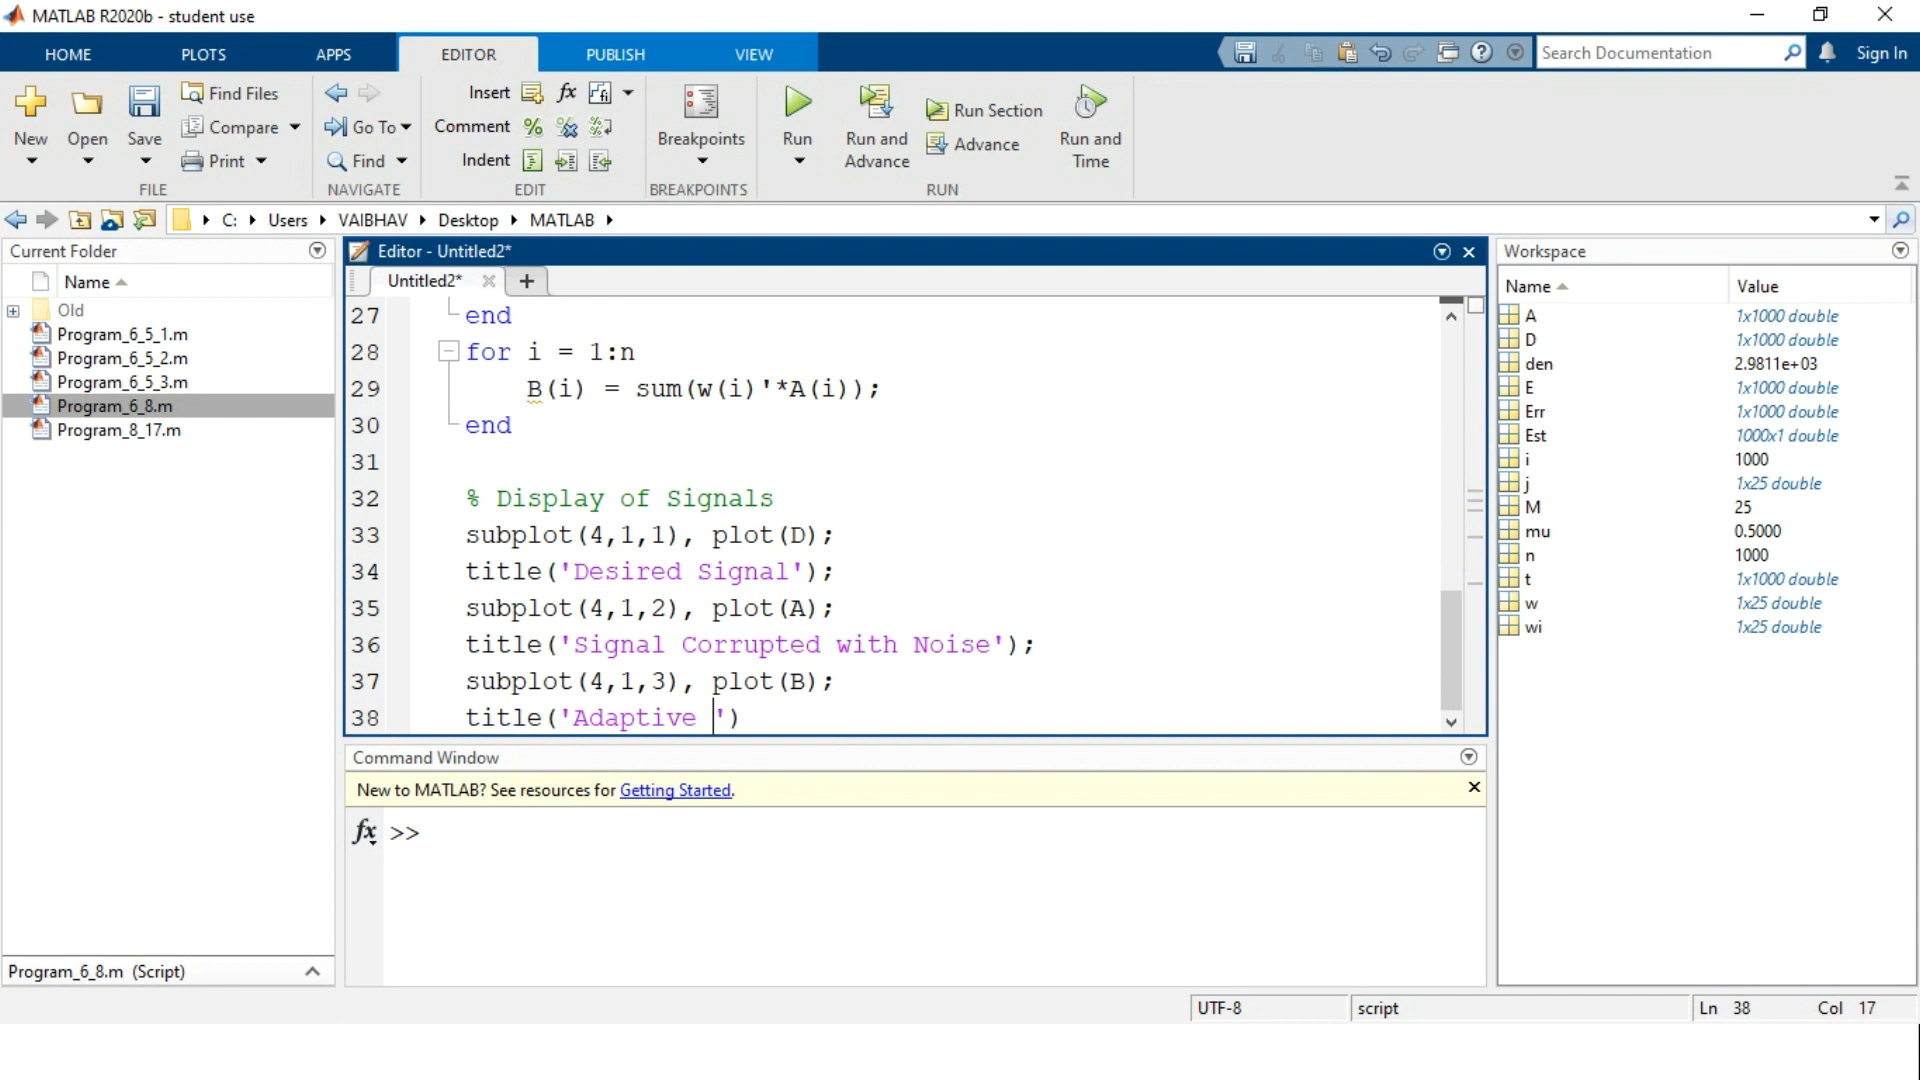 MATLAB R2020b - student use
HOME PLOTS APPS EDITOR PUBLISH VIEW Search Documentation Sign In
New Open Save Find Files Compare Print FILE
Go To Find NAVIGATE
Insert fx Comment Indent EDIT
Breakpoints BREAKPOINTS
Run Run and Advance Run Section Advance Run and Time RUN
C: Users VAIBHAV Desktop MATLAB
Current Folder
Name
Old
Program_6_5_1.m
Program_6_5_2.m
Program_6_5_3.m
Program_6_8.m
Program_8_17.m
Program_6_8.m (Script)
Editor - Untitled2*
Untitled2* +
27 end
28 for i = 1:n
29 B(i) = sum(w(i)'*A(i));
30 end
31
32 % Display of Signals
33 subplot(4,1,1), plot(D);
34 title('Desired Signal');
35 subplot(4,1,2), plot(A);
36 title('Signal Corrupted with Noise');
37 subplot(4,1,3), plot(B);
38 title('Adaptive ')
Command Window
New to MATLAB? See resources for Getting Started.
fx >>
Workspace
Name Value
A 1x1000 double
D 1x1000 double
den 2.9811e+03
E 1x1000 double
Err 1x1000 double
Est 1000x1 double
i 1000
j 1x25 double
M 25
mu 0.5000
n 1000
t 1x1000 double
w 1x25 double
wi 1x25 double
UTF-8 script Ln 38 Col 17